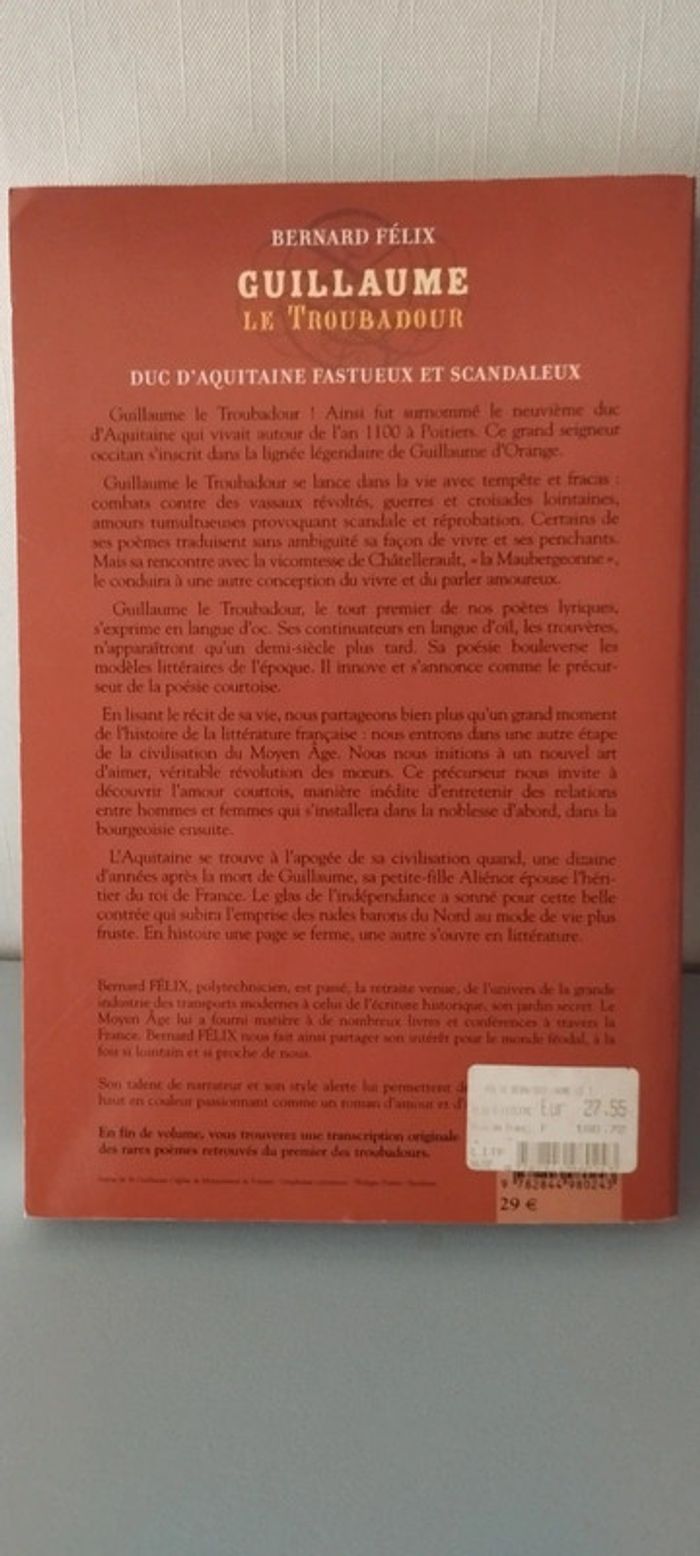 BERNARD FÉLIX
GUILLAUME
LE TROUBADOUR
DUC D'AQUITAINE FASTUEUX ET SCANDALEUX
Guillaume le Troubadour ! Ainsi fut surnommé le neuvième duc
d'Aquitaine qui vivait autour de l'an 1100 à Poitiers. Ce grand seigneur
occitan s'inscrit dans la lignée légendaire de Guillaume d'Orange.
Guillaume le Troubadour se lance dans la vie avec tempête et fracas :
combats contre des vassaux révoltés, guerres et croisades lointaines,
amours tumultueuses provoquant scandale et réprobation. Certains de
ses poèmes traduisent sans ambiguïté sa façon de vivre et ses penchants.
Mais sa rencontre avec la vicomtesse de Châtellerault, « la Maubergeonne »,
le conduira à une autre conception du vivre et du parler amoureux.
Guillaume le Troubadour, le tout premier de nos poètes lyriques,
s'exprime en langue d'oc. Ses continuateurs en langue d'oïl, les trouvères,
n'apparaîtront qu'un demi-siècle plus tard. Sa poésie bouleverse les
modèles littéraires de l'époque. Il innove et s'annonce comme le précur-
seur de la poésie courtoise.
En lisant le récit de sa vie, nous partageons bien plus qu'un grand moment
de l'histoire de la littérature française : nous entrons dans une autre étape
de la civilisation du Moyen Âge. Nous nous initions à un nouvel art
d'aimer, véritable révolution des mœurs. Ce précurseur nous invite à
découvrir l'amour courtois, manière inédite d'entretenir des relations
entre hommes et femmes qui s'installera dans la noblesse d'abord, dans la
bourgeoisie ensuite.
L'Aquitaine se trouve à l'apogée de sa civilisation quand, une dizaine
d'années après la mort de Guillaume, sa petite-fille Aliénor épouse l'héri-
tier du roi de France. Le glas de l'indépendance a sonné pour cette belle
contrée qui subira l'emprise des rudes barons du Nord au mode de vie plus
fruste. En histoire une page se ferme, une autre s'ouvre en littérature.
Bernard FÉLIX, polytechnicien, est passé, la retraite venue, de l'univers de la grande
industrie des transports modernes à celui de l'écriture historique, son jardin secret. Le
Moyen Âge lui a fourni matière à de nombreux livres et conférences à travers la
France. Bernard FÉLIX nous fait ainsi partager son intérêt pour le monde féodal, à la
fois si lointain et si proche de nous.
Son talent de narrateur et son style alerte lui permettent
haut en couleur passionnant comme un roman d'amour et
En fin de volume, vous trouverez une transcription originale
des rares poèmes retrouvés du premier des troubadours.
Eur 27.55
9 782844 980243
29 €